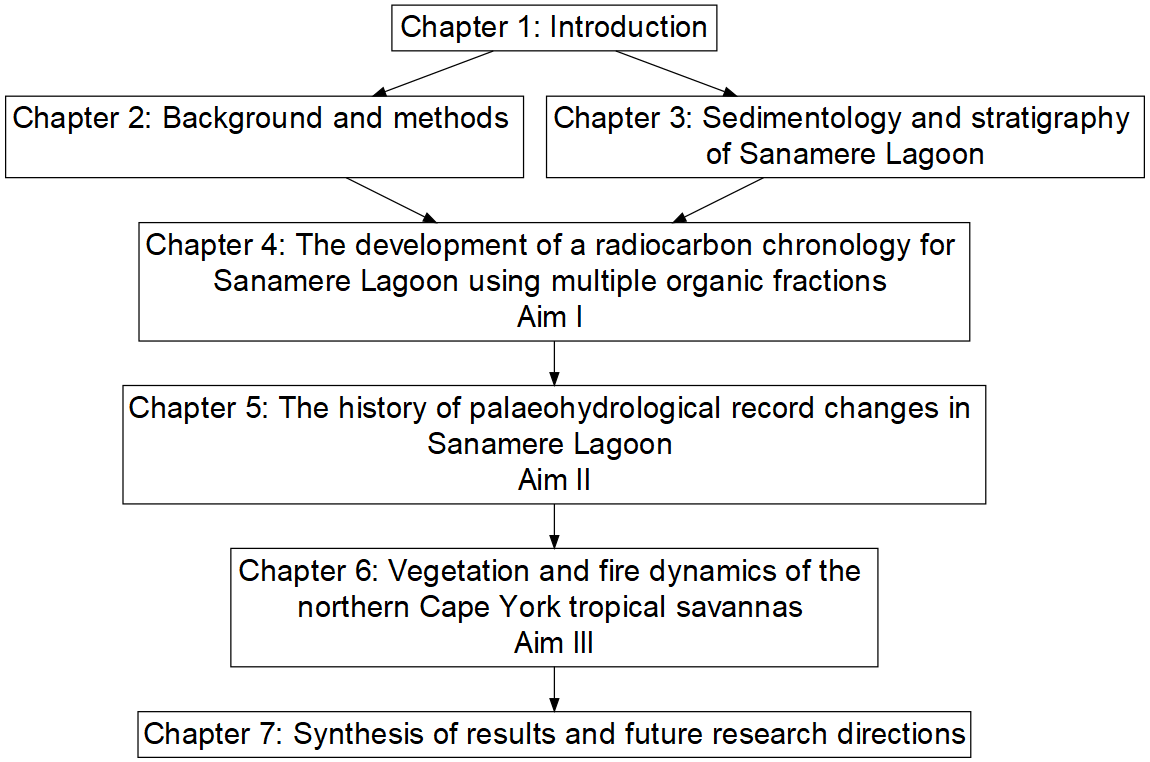 Chapter 1: Introduction
Chapter 2: Background and methods
Chapter 3: Sedimentology and stratigraphy
of Sanamere Lagoon
Chapter 4: The development of a radiocarbon chronology for
Sanamere Lagoon using multiple organic fractions
Aim I
Chapter 5: The history of palaeohydrological record changes in
Sanamere Lagoon
Aim II
Chapter 6: Vegetation and fire dynamics of the
northern Cape York tropical savannas
Aim III
Chapter 7: Synthesis of results and future research directions